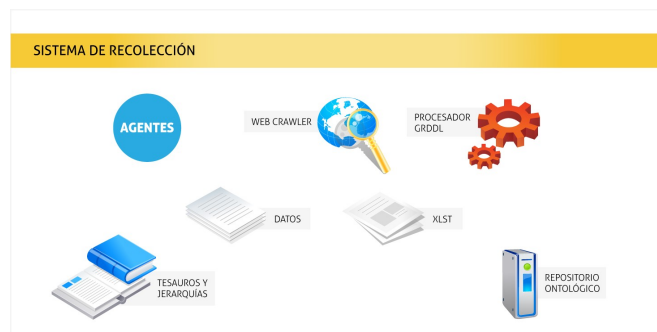 SISTEMA DE RECOLECCIÓN
AGENTES
WEB CRAWLER
PROCESADOR
GRDDL
DATOS
XLST
TESAUROS Y
JERARQUÍAS
REPOSITORIO
ONTOLÓGICO